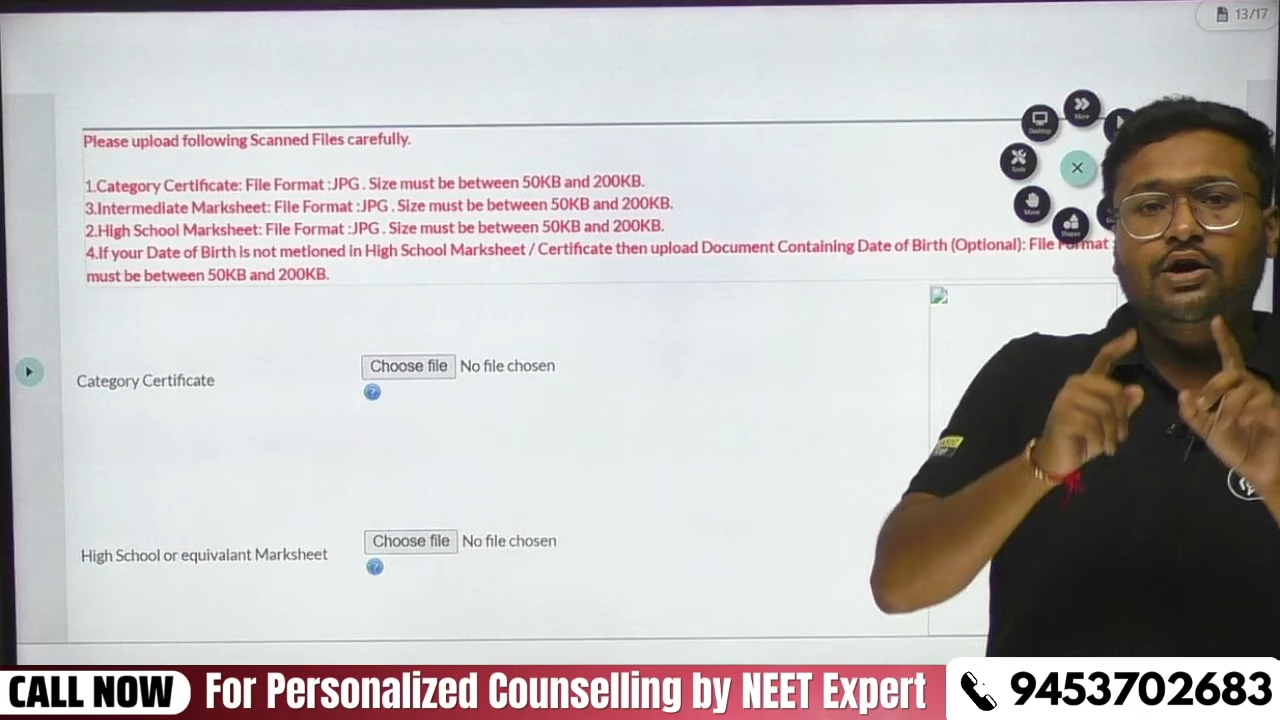 13/17
Please upload following Scanned Files carefully.
1.Category Certificate: File Format :JPG . Size must be between 50KB and 200KB.
3.Intermediate Marksheet: File Format :JPG . Size must be between 50KB and 200KB.
2.High School Marksheet: File Format :JPG . Size must be between 50KB and 200KB.
4.If your Date of Birth is not metioned in High School Marksheet / Certificate then upload Document Containing Date of Birth (Optional): File Format :
must be between 50KB and 200KB.
More
Desktop
Tools
Move
Shapes
Category Certificate
Choose file No file chosen
High School or equivalant Marksheet
Choose file No file chosen
CALL NOW For Personalized Counselling by NEET Expert 9453702683